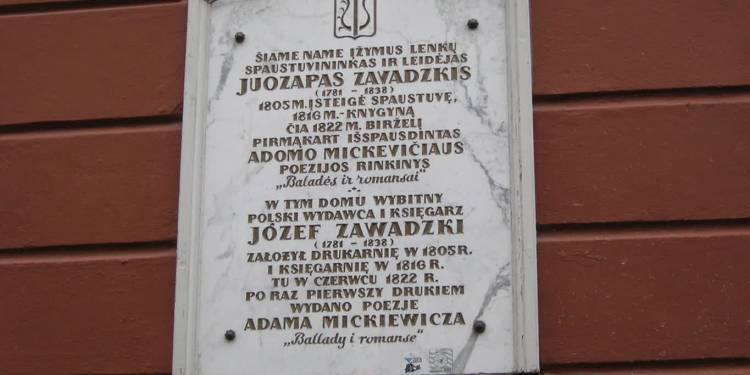 ŠIAME NAME ĮŽYMUS LENKŲ
SPAUSTUVININKAS IR LEIDĖJAS
JUOZAPAS ZAVADZKIS
(1781 - 1838)
1805 M. ĮSTEIGĖ SPAUSTUVĘ,
1816 M.- KNYGYNĄ
ČIA 1822 M. BIRŽELĮ
PIRMĄKART IŠSPAUSDINTAS
ADOMO MICKEVIČIAUS
POEZIJOS RINKINYS
„Baladės ir romansai"
W TYM DOMU WYBITNY
POLSKI WYDAWCA I KSIĘGARZ
JÓZEF ZAWADZKI
(1781 - 1838)
ZAŁOŻYŁ DRUKARNIĘ W 1805 R.
I KSIĘGARNIĘ W 1816 R.
TU W CZERWCU 1822 R.
PO RAZ PIERWSZY DRUKIEM
WYDANO POEZJE
ADAMA MICKIEWICZA
„Ballady i romanse"